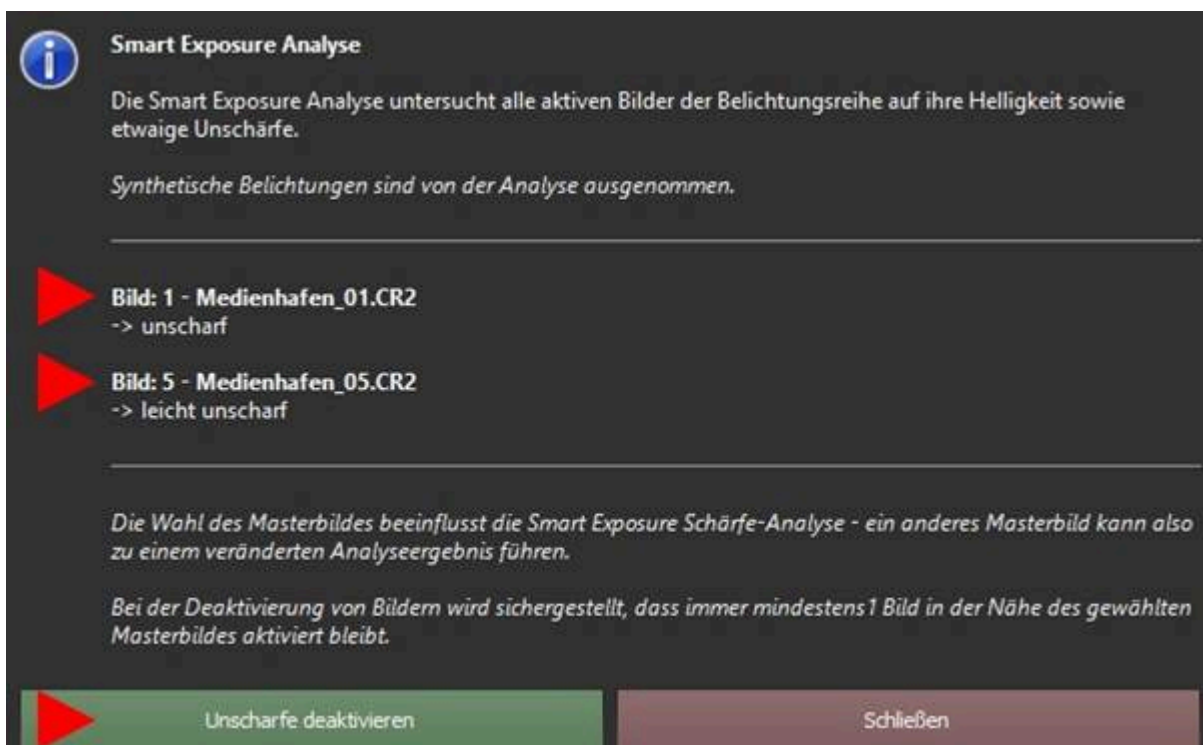 Smart Exposure Analyse
Die Smart Exposure Analyse untersucht alle aktiven Bilder der Belichtungsreihe auf ihre Helligkeit sowie
etwaige Unschärfe.
Synthetische Belichtungen sind von der Analyse ausgenommen.
Bild: 1 - Medienhafen_01.CR2
-> unscharf
Bild: 5 - Medienhafen_05.CR2
-> leicht unscharf
Die Wahl des Masterbildes beeinflusst die Smart Exposure Schärfe-Analyse - ein anderes Masterbild kann also
zu einem veränderten Analyseergebnis führen.
Bei der Deaktivierung von Bildern wird sichergestellt, dass immer mindestens 1 Bild in der Nähe des gewählten
Masterbildes aktiviert bleibt.
Unscharfe deaktivieren
Schließen